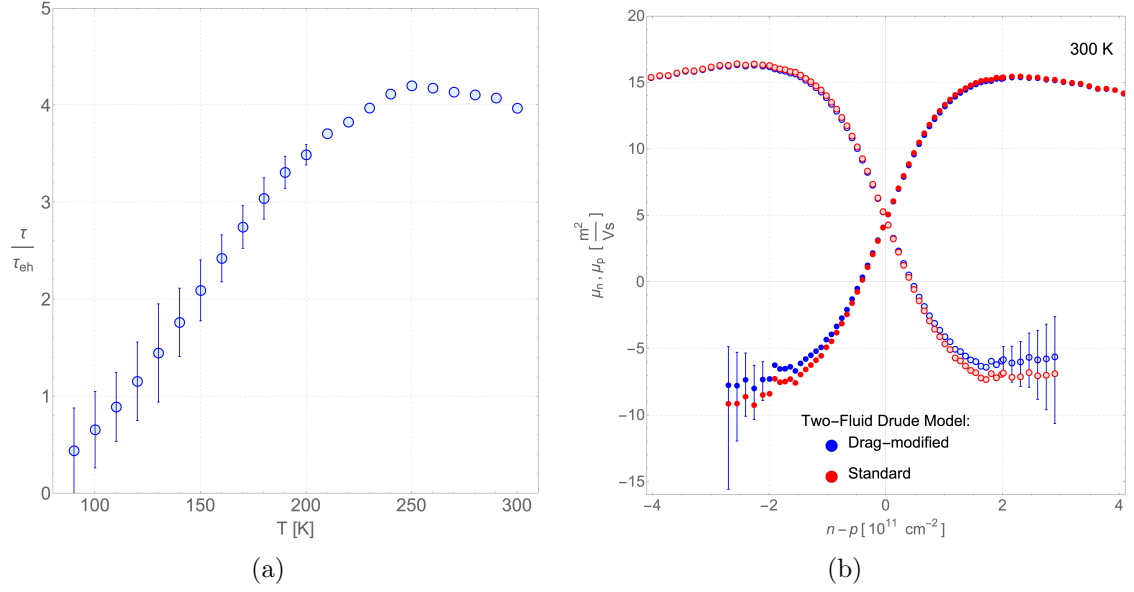 5
4
3
2
1
0
τ
τeh
100
150
200
250
300
T [K]
(a)
20
15
10
5
0
−5
−10
−15
μn , μp [ m2 / Vs ]
300 K
Two−Fluid Drude Model:
Drag−modified
Standard
−4
−2
0
2
4
n − p [ 10^11 cm^−2 ]
(b)